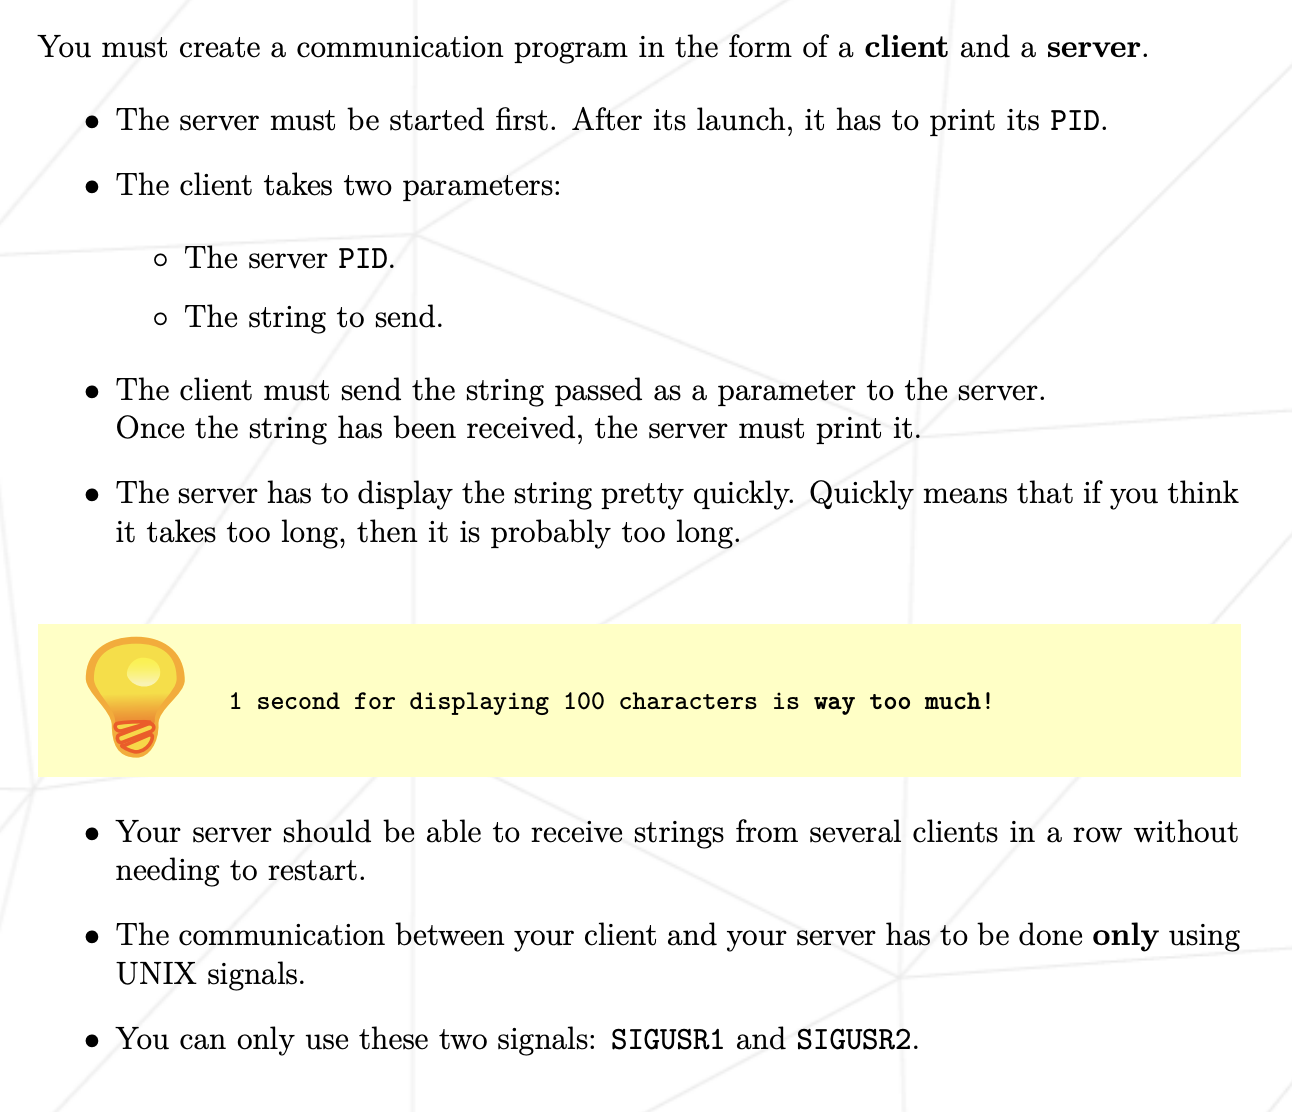 You must create a communication program in the form of a client and a server.
• The server must be started first. After its launch, it has to print its PID.
• The client takes two parameters:
◦ The server PID.
◦ The string to send.
• The client must send the string passed as a parameter to the server.
Once the string has been received, the server must print it.
• The server has to display the string pretty quickly. Quickly means that if you think
it takes too long, then it is probably too long.
1 second for displaying 100 characters is way too much!
• Your server should be able to receive strings from several clients in a row without
needing to restart.
• The communication between your client and your server has to be done only using
UNIX signals.
• You can only use these two signals: SIGUSR1 and SIGUSR2.